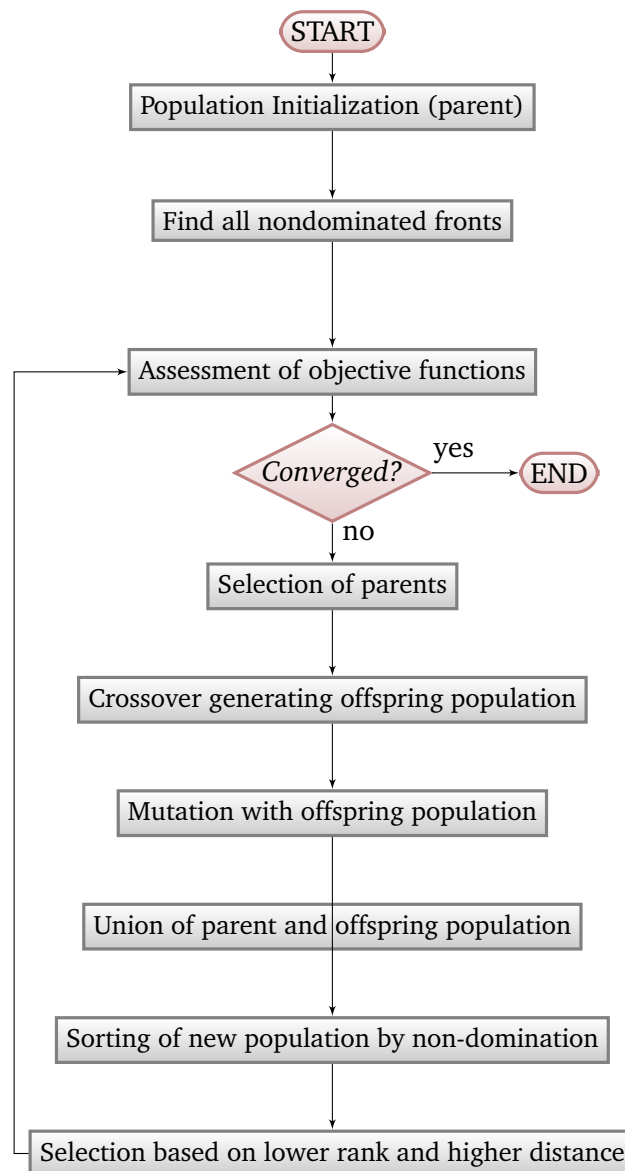 START
Population Initialization (parent)
Find all nondominated fronts
Assessment of objective functions
Converged?
yes
END
no
Selection of parents
Crossover generating offspring population
Mutation with offspring population
Union of parent and offspring population
Sorting of new population by non-domination
Selection based on lower rank and higher distance